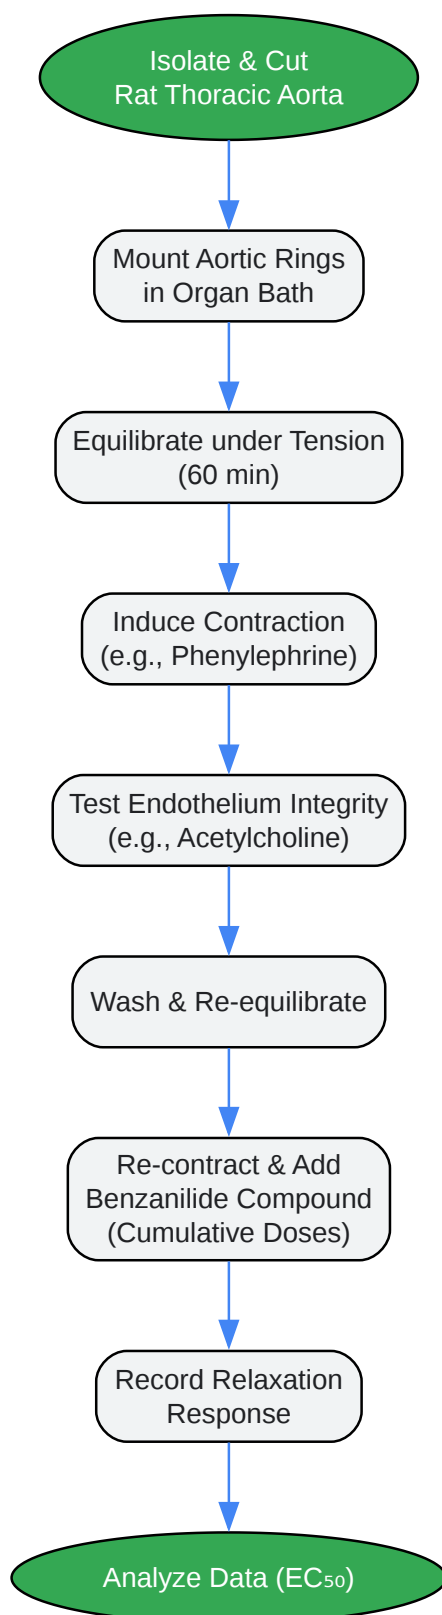 Isolate & Cut
Rat Thoracic Aorta
Mount Aortic Rings
in Organ Bath
Equilibrate under Tension
(60 min)
Induce Contraction
(e.g., Phenylephrine)
Test Endothelium Integrity
(e.g., Acetylcholine)
Wash & Re-equilibrate
Re-contract & Add
Benzanilide Compound
(Cumulative Doses)
Record Relaxation
Response
Analyze Data (EC₅₀)